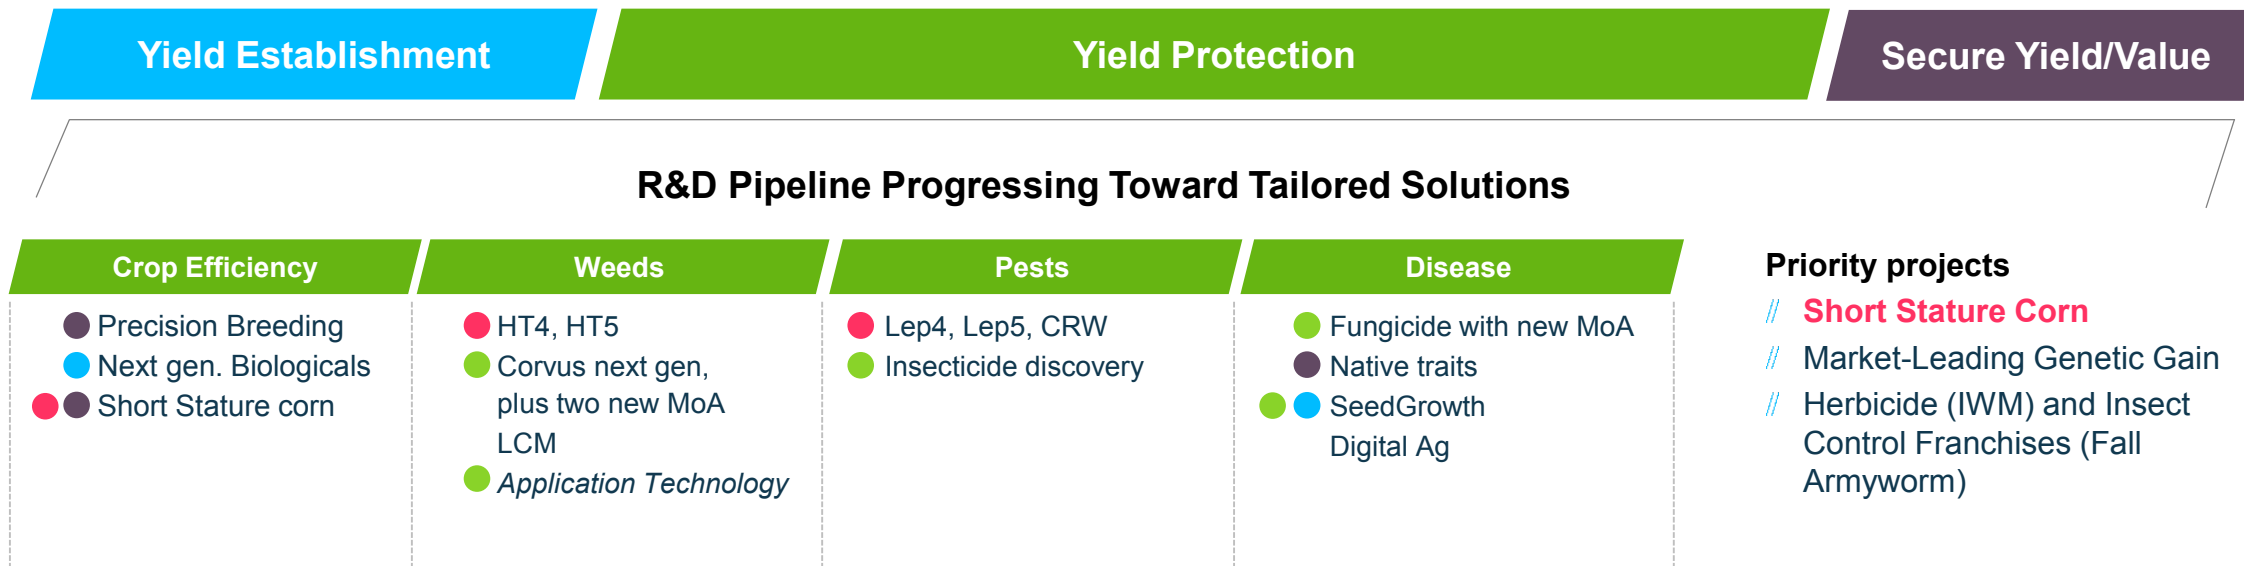 Yield Establishment
Yield Protection
Secure Yield/Value
R&D Pipeline Progressing Toward Tailored Solutions
Crop Efficiency
Precision Breeding
Next gen. Biologicals
Short Stature corn
Weeds
HT4, HT5
Corvus next gen,
plus two new MoA
LCM
Application Technology
Pests
Lep4, Lep5, CRW
Insecticide discovery
Disease
Fungicide with new MoA
Native traits
SeedGrowth
Digital Ag
Priority projects
// Short Stature Corn
// Market-Leading Genetic Gain
// Herbicide (IWM) and Insect
Control Franchises (Fall
Armyworm)